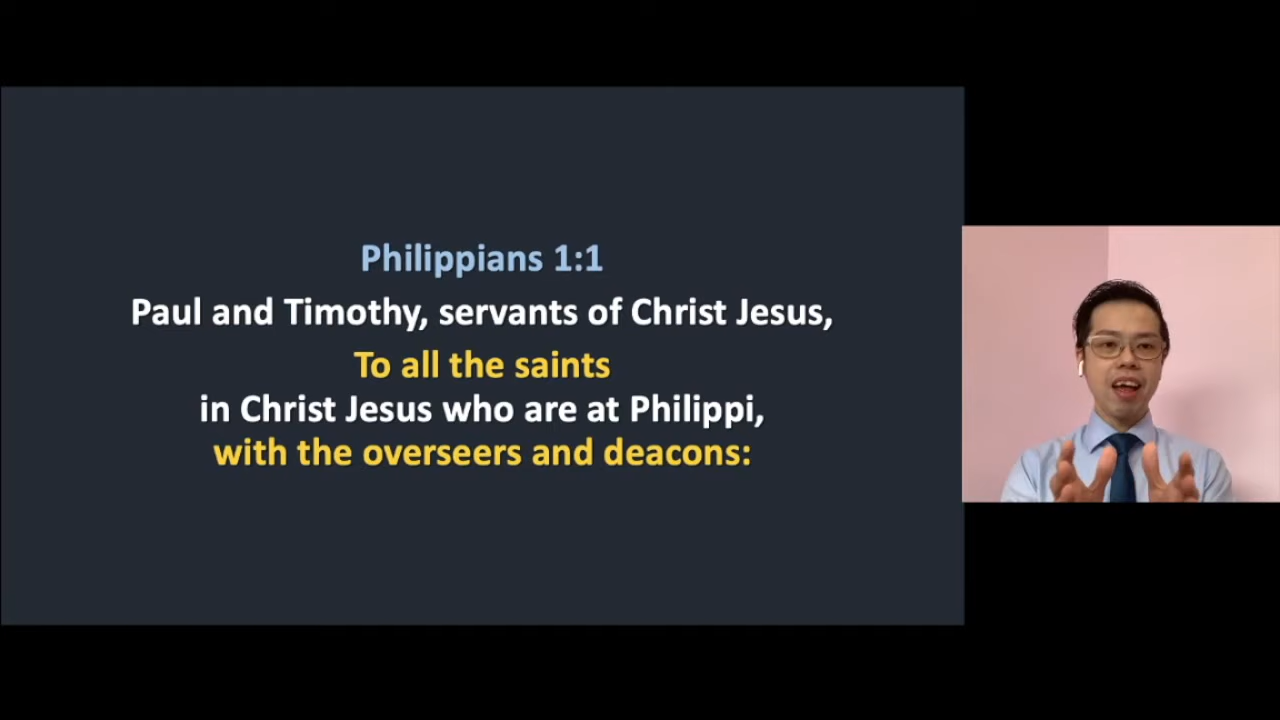 Philippians 1:1
Paul and Timothy, servants of Christ Jesus,
To all the saints
in Christ Jesus who are at Philippi,
with the overseers and deacons: